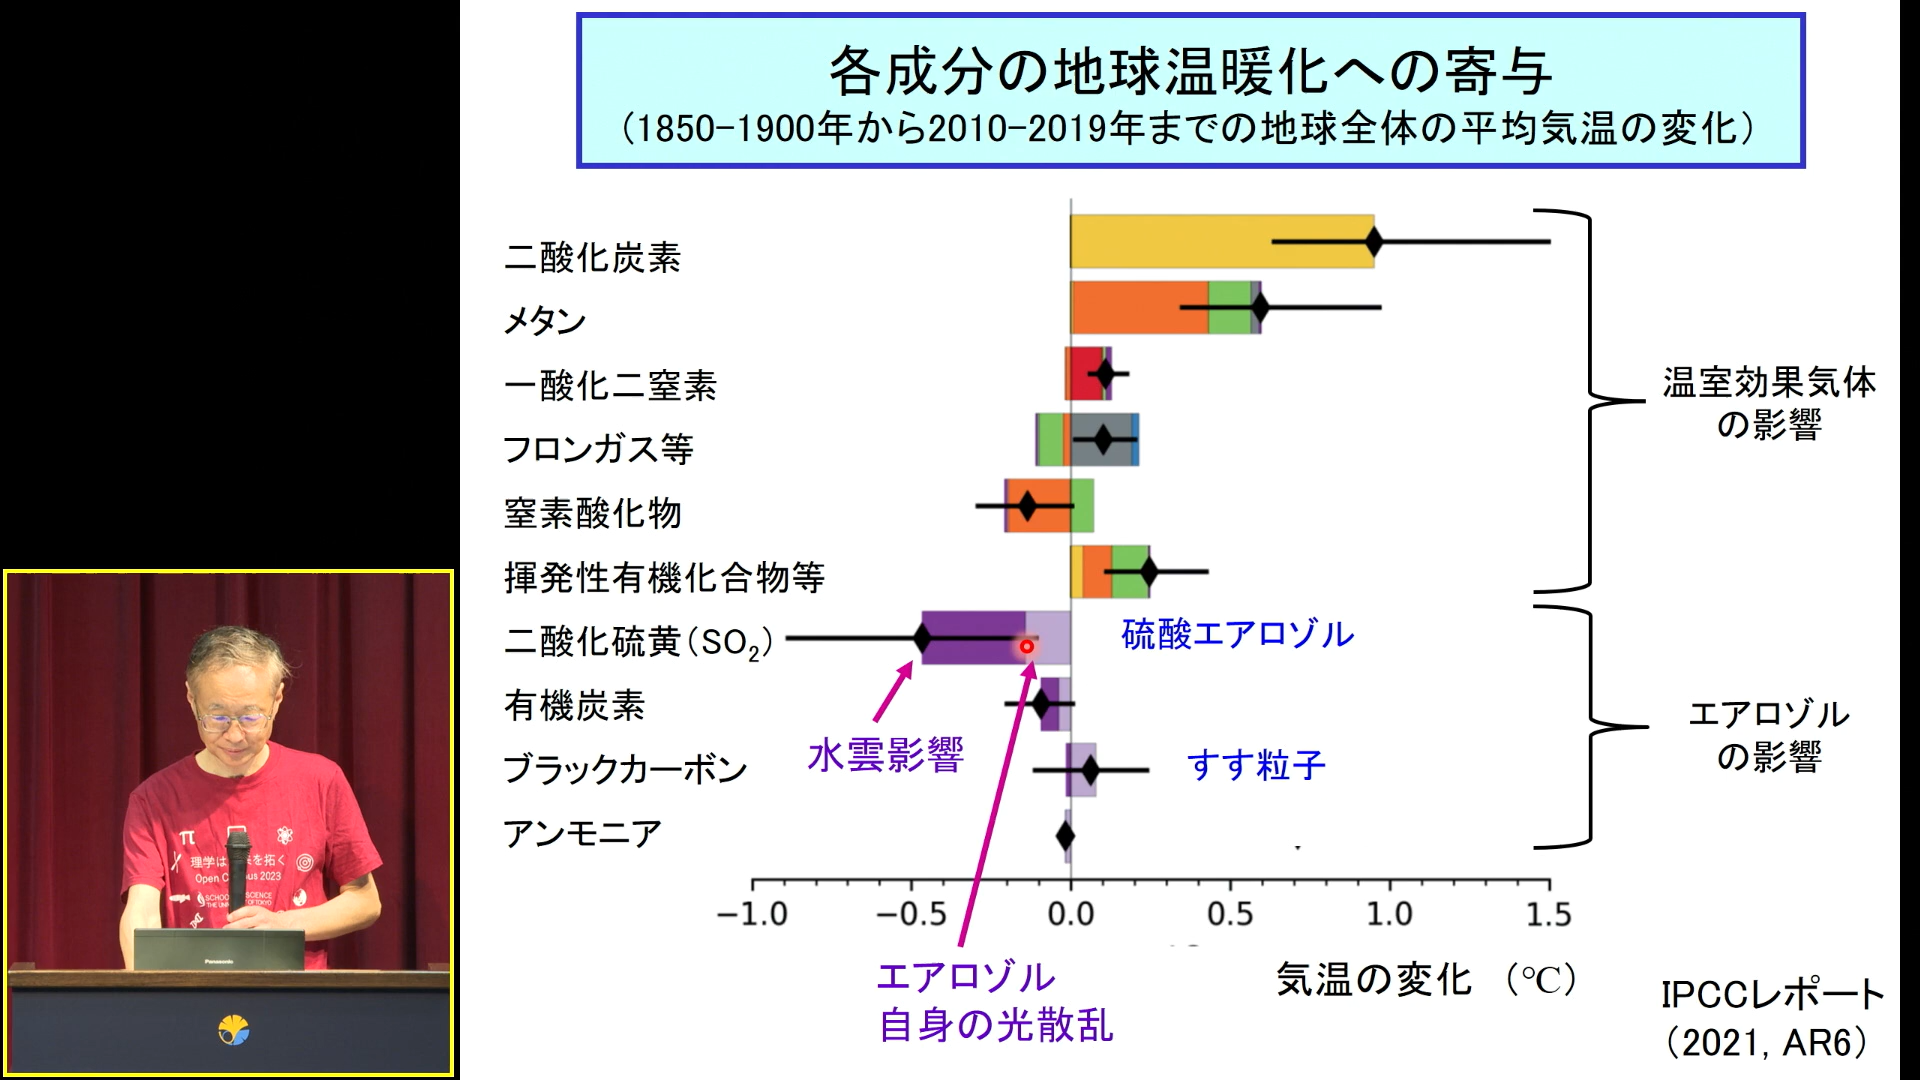 各成分の地球温暖化への寄与
（1850-1900年から2010-2019年までの地球全体の平均気温の変化）
二酸化炭素
メタン
一酸化二窒素
フロンガス等
窒素酸化物
揮発性有機化合物等
二酸化硫黄（SO₂）
硫酸エアロゾル
有機炭素
水雲影響
ブラックカーボン
すす粒子
アンモニア
温室効果気体
の影響
エアロゾル
の影響
−1.0 −0.5 0.0 0.5 1.0 1.5
エアロゾル
自身の光散乱
気温の変化 （℃）
IPCCレポート
（2021, AR6）
π
理学は
を拓く
Open
2023
Panasonic